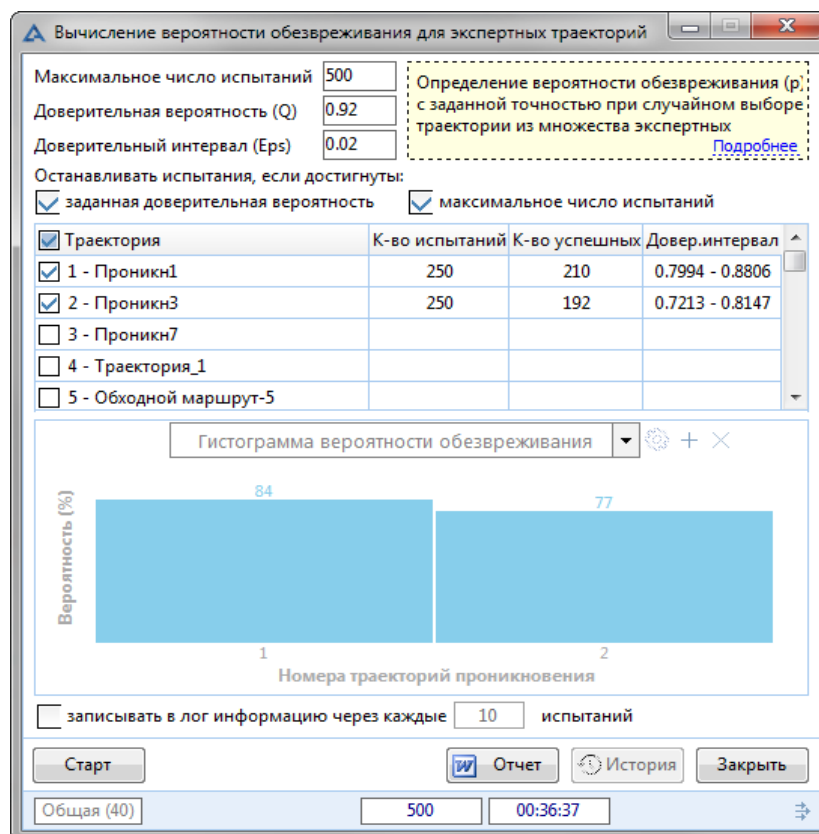 Вычисление вероятности обезвреживания для экспертных траекторий
Максимальное число испытаний 500
Доверительная вероятность (Q) 0.92
Доверительный интервал (Eps) 0.02
Определение вероятности обезвреживания (p)
с заданной точностью при случайном выборе
траектории из множества экспертных
Подробнее
Останавливать испытания, если достигнуты:
заданная доверительная вероятность максимальное число испытаний
Траектория К-во испытаний К-во успешных Довер.интервал
1 - Проникн1 250 210 0.7994 - 0.8806
2 - Проникн3 250 192 0.7213 - 0.8147
3 - Проникн7
4 - Траектория_1
5 - Обходной маршрут-5
Гистограмма вероятности обезвреживания
84
77
Вероятность (%)
1 2
Номера траекторий проникновения
записывать в лог информацию через каждые 10 испытаний
Старт Отчет История Закрыть
Общая (40) 500 00:36:37